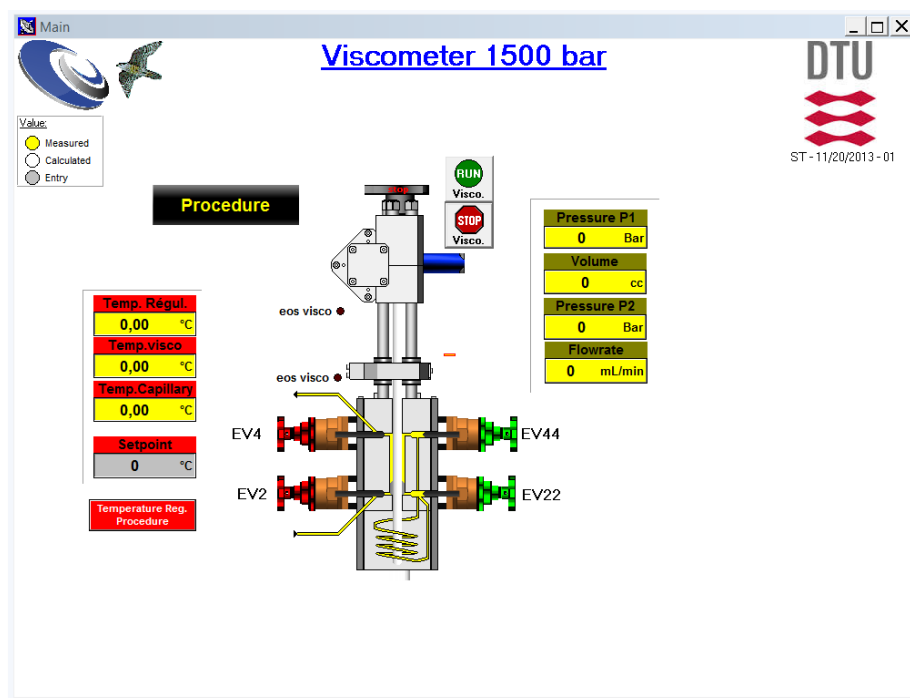 Main
Viscometer 1500 bar
DTU
Value:
Measured
Calculated
Entry
ST - 11/20/2013 - 01
Procedure
Stop
RUN
Visco.
STOP
Visco.
Pressure P1
0 Bar
Volume
0 cc
Pressure P2
0 Bar
Flowrate
0 mL/min
eos visco
eos visco
Temp. Régul.
0,00 °C
Temp.visco
0,00 °C
Temp.Capillary
0,00 °C
Setpoint
0 °C
Temperature Reg.
Procedure
EV4
EV44
EV2
EV22